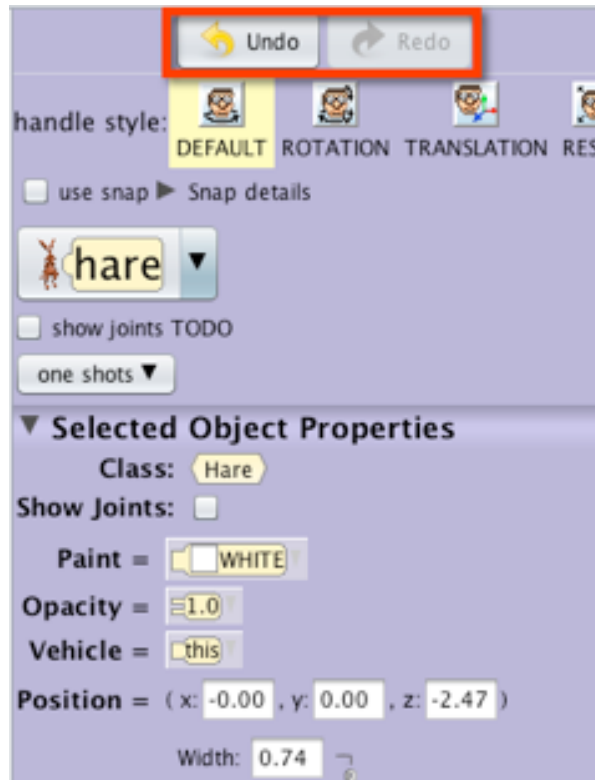 Undo Redo
handle style:
DEFAULT ROTATION TRANSLATION RES
use snap Snap details
hare
show joints TODO
one shots
Selected Object Properties
Class: Hare
Show Joints:
Paint = WHITE
Opacity = 1.0
Vehicle = this
Position = ( x: -0.00 , y: 0.00 , z: -2.47 )
Width: 0.74